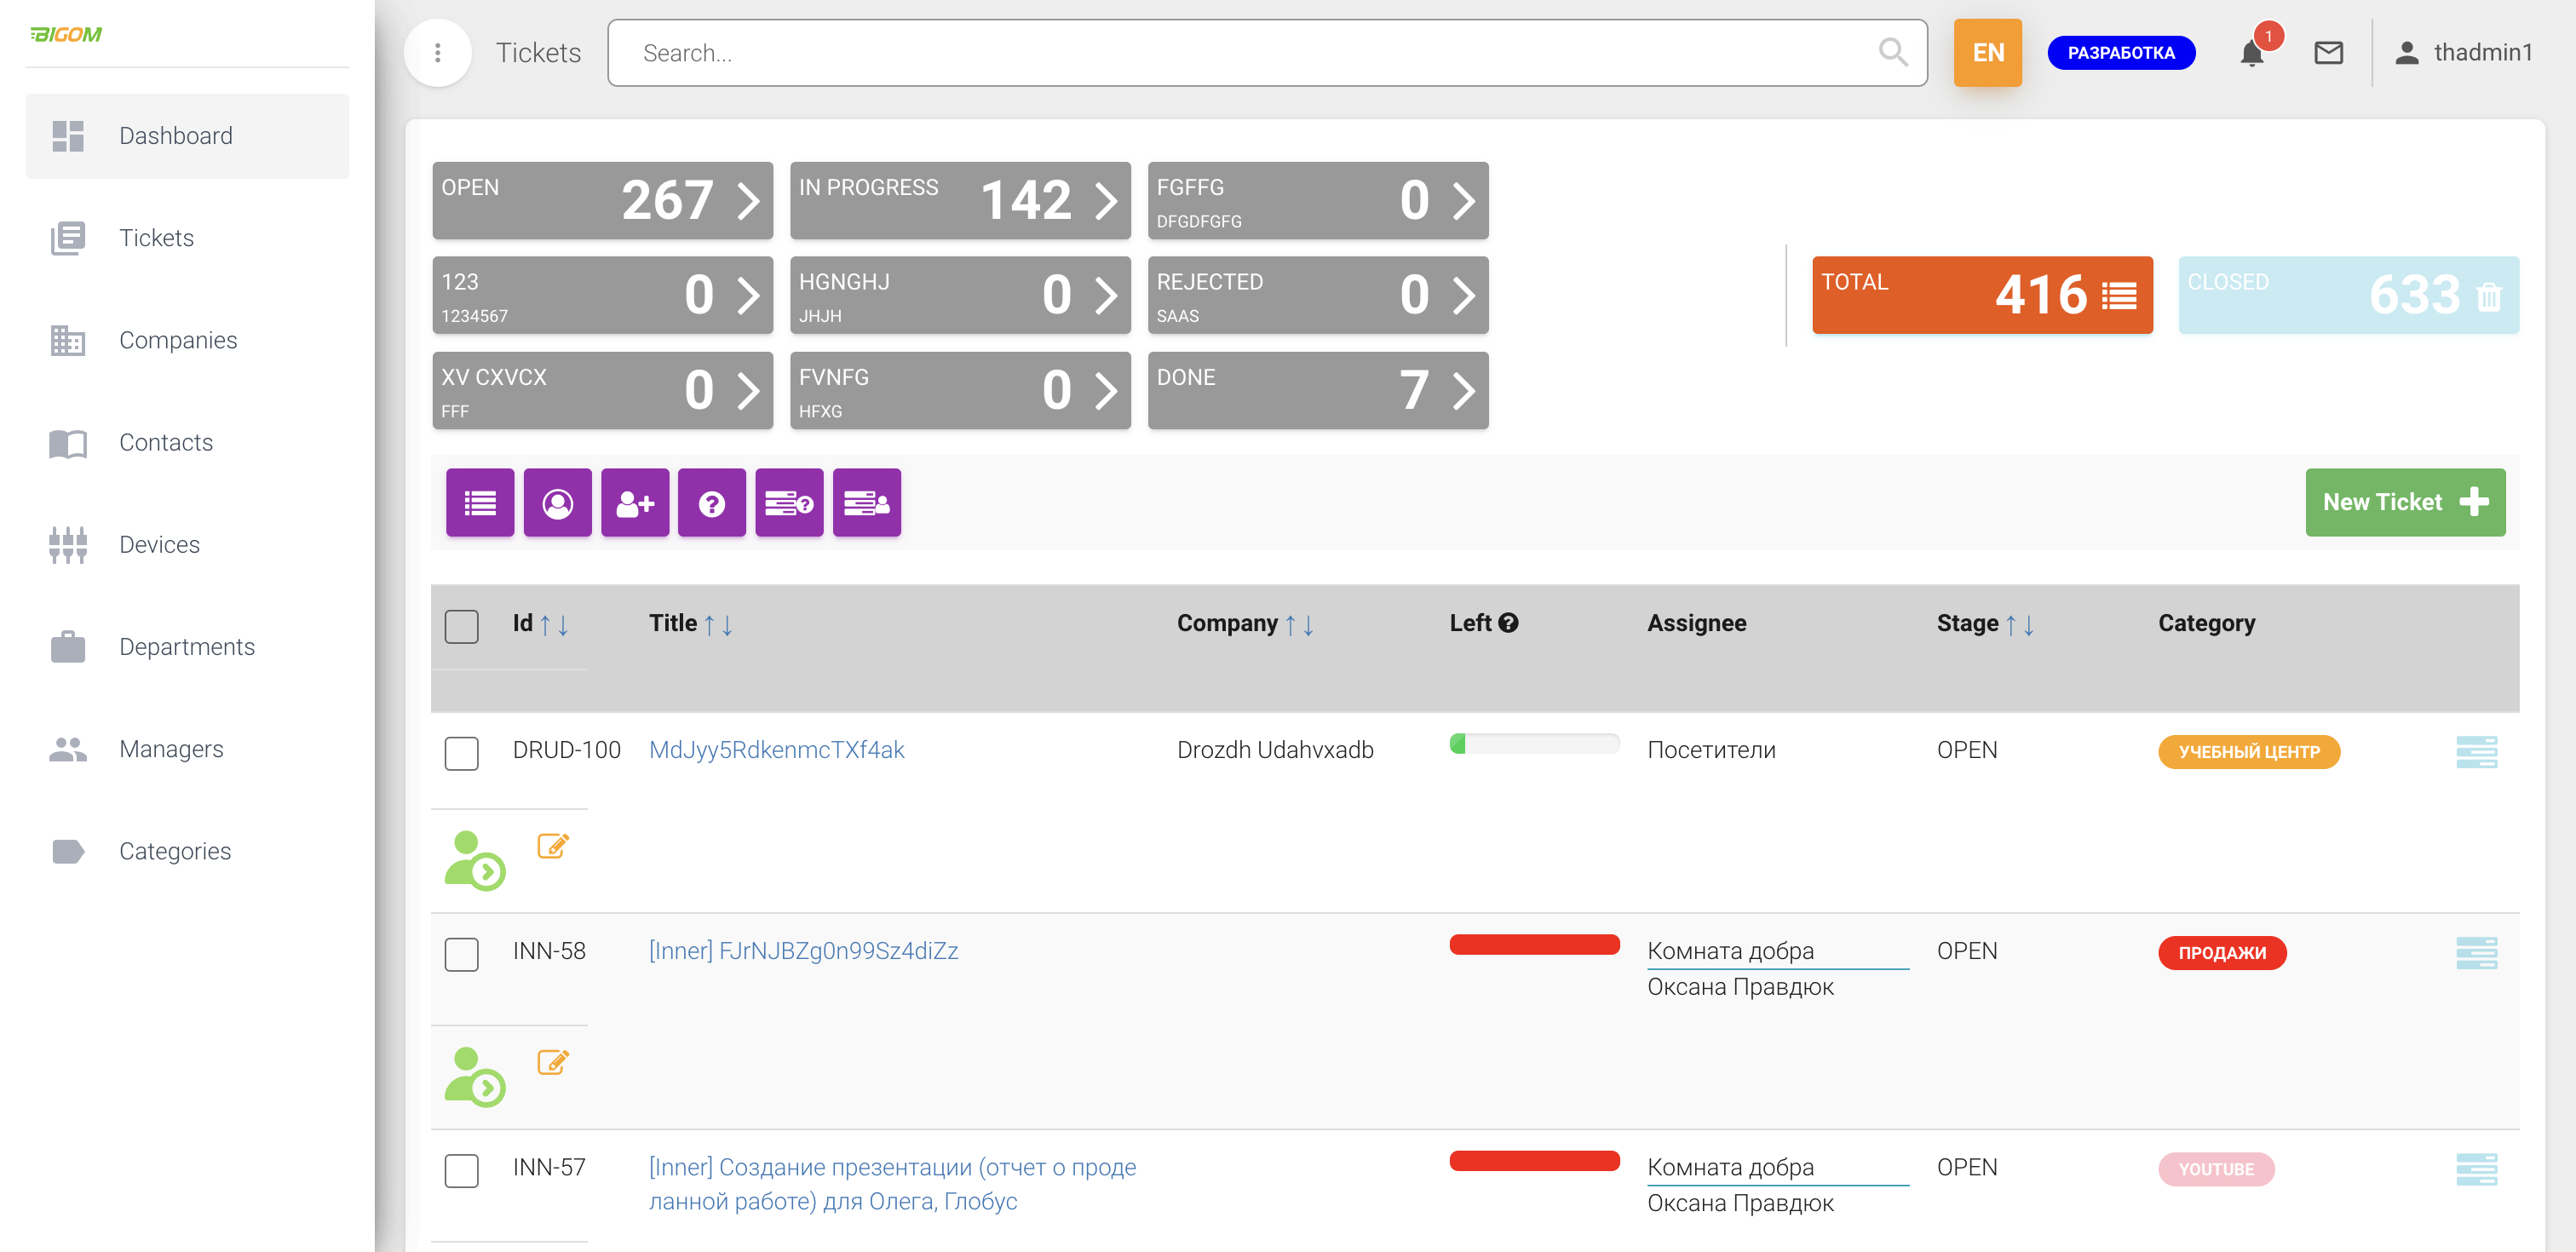 BIGOM
Dashboard
Tickets
Companies
Contacts
Devices
Departments
Managers
Categories
Tickets
Search...
EN
РАЗРАБОТКА
1
thadmin1
OPEN
267
IN PROGRESS
142
FGFFG
DFGDFGFG
0
123
1234567
0
HGNGHJ
JHJH
0
REJECTED
SAAS
0
XV CXVCX
FFF
0
FVNFG
HFXG
0
DONE
7
TOTAL
416
CLOSED
633
New Ticket
Id Title Company Left Assignee Stage Category
DRUD-100 MdJyy5RdkenmcTXf4ak Drozdh Udahvxadb Посетители OPEN УЧЕБНЫЙ ЦЕНТР
INN-58 [Inner] FJrNJBZg0n99Sz4diZz Комната добра OPEN ПРОДАЖИ
Оксана Правдюк
INN-57 [Inner] Создание презентации (отчет о проде Комната добра OPEN YOUTUBE
ланной работе) для Олега, Глобус Оксана Правдюк